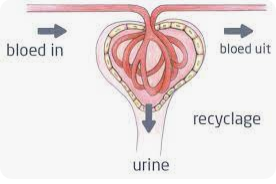 bloed in
bloed uit
recyclage
urine